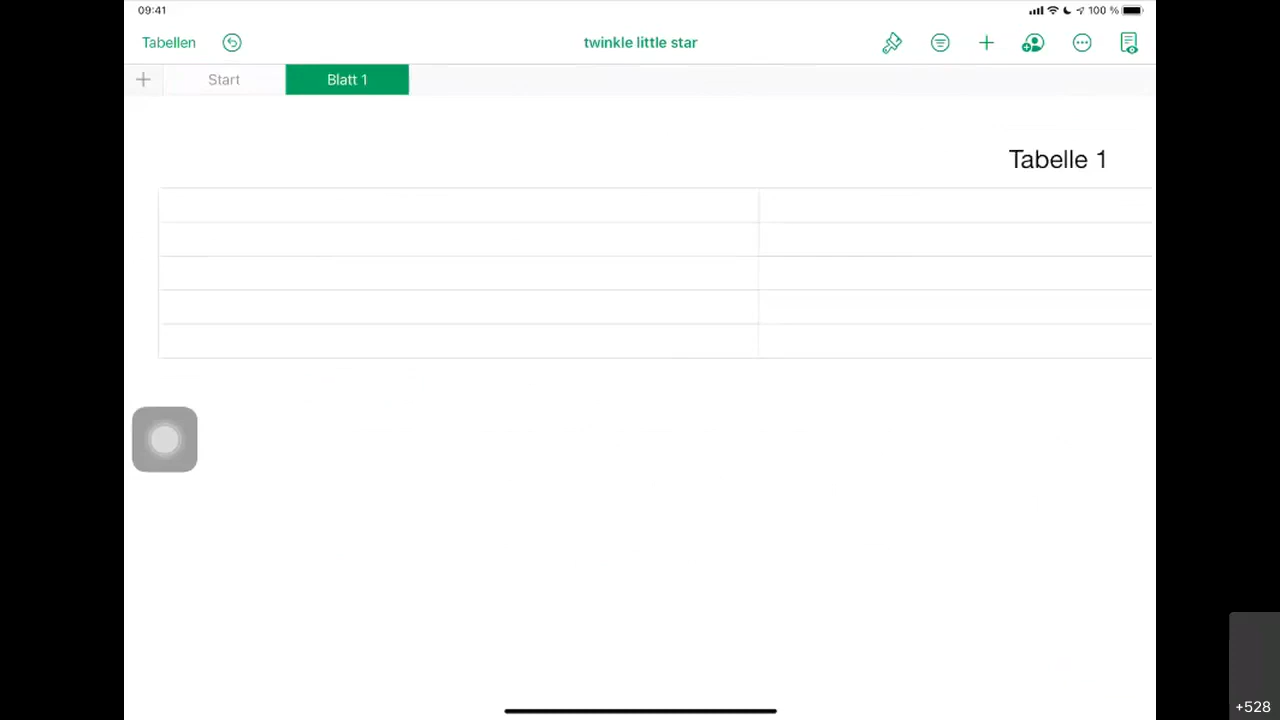 09:41
100 %
Tabellen
twinkle little star
Start
Blatt 1
Tabelle 1
+528